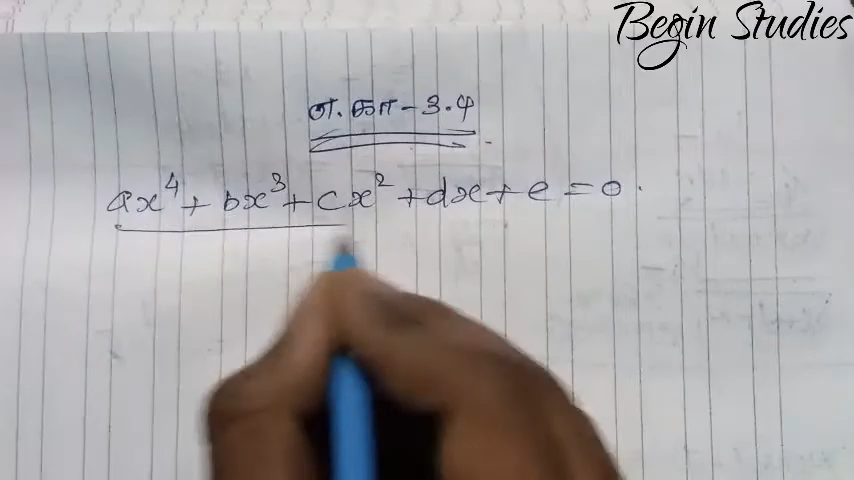 Begin Studies
எ.கா - 3.4
ax⁴ + bx³ + cx² + dx + e = 0.